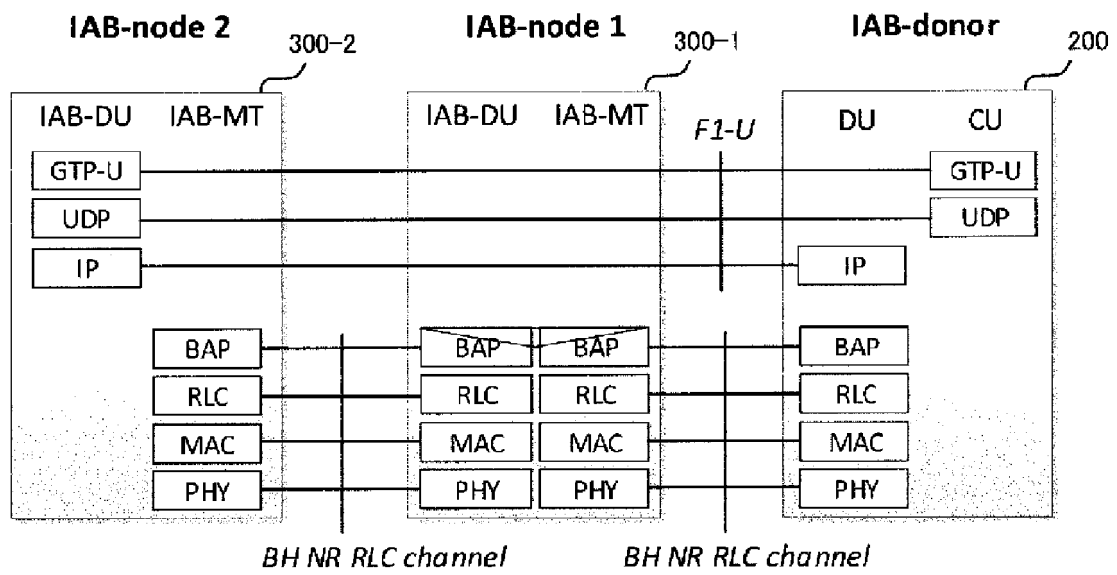 IAB-node 2 IAB-node 1 IAB-donor
300-2 300-1 200
IAB-DU IAB-MT IAB-DU IAB-MT F1-U DU CU
GTP-U GTP-U
UDP UDP
IP IP
BAP BAP BAP BAP
RLC RLC RLC RLC
MAC MAC MAC MAC
PHY PHY PHY PHY
BH NR RLC channel BH NR RLC channel